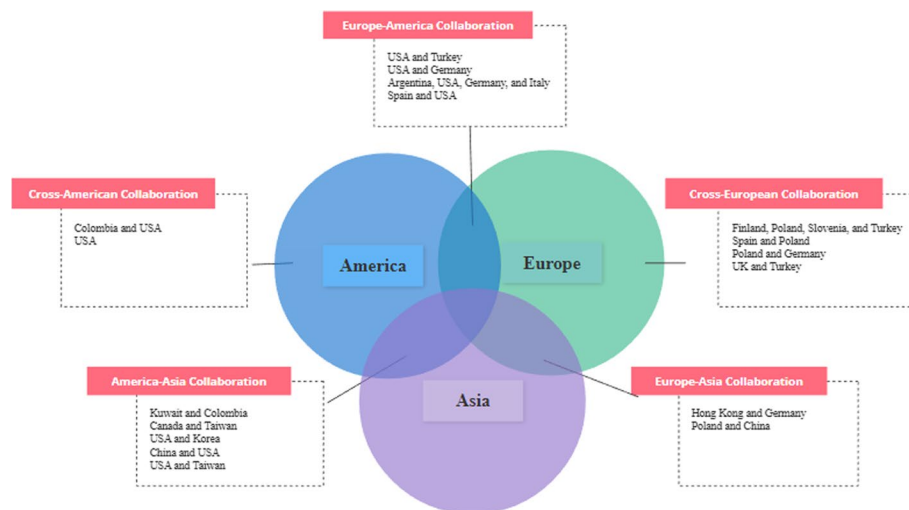 Europe-America Collaboration
USA and Turkey
USA and Germany
Argentina, USA, Germany, and Italy
Spain and USA
Cross-American Collaboration
Colombia and USA
USA
Cross-European Collaboration
Finland, Poland, Slovenia, and Turkey
Spain and Poland
Poland and Germany
UK and Turkey
America
Europe
Asia
America-Asia Collaboration
Kuwait and Colombia
Canada and Taiwan
USA and Korea
China and USA
USA and Taiwan
Europe-Asia Collaboration
Hong Kong and Germany
Poland and China